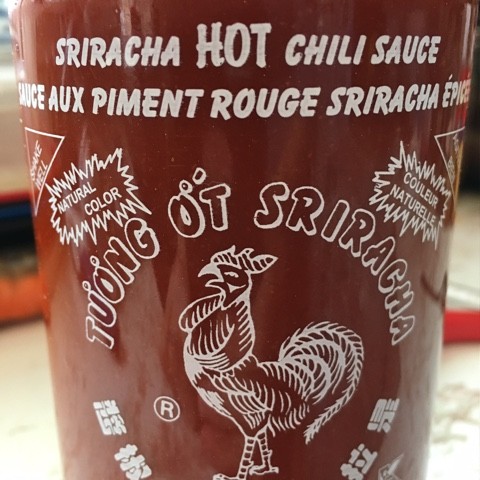 SRIRACHA HOT CHILI SAUCE
SAUCE AUX PIMENT ROUGE SRIRACHA ÉPICÉ
NATURAL
COLOR
COULEUR
NATURELLE
TƯƠNG ỚT SRIRACHA
®